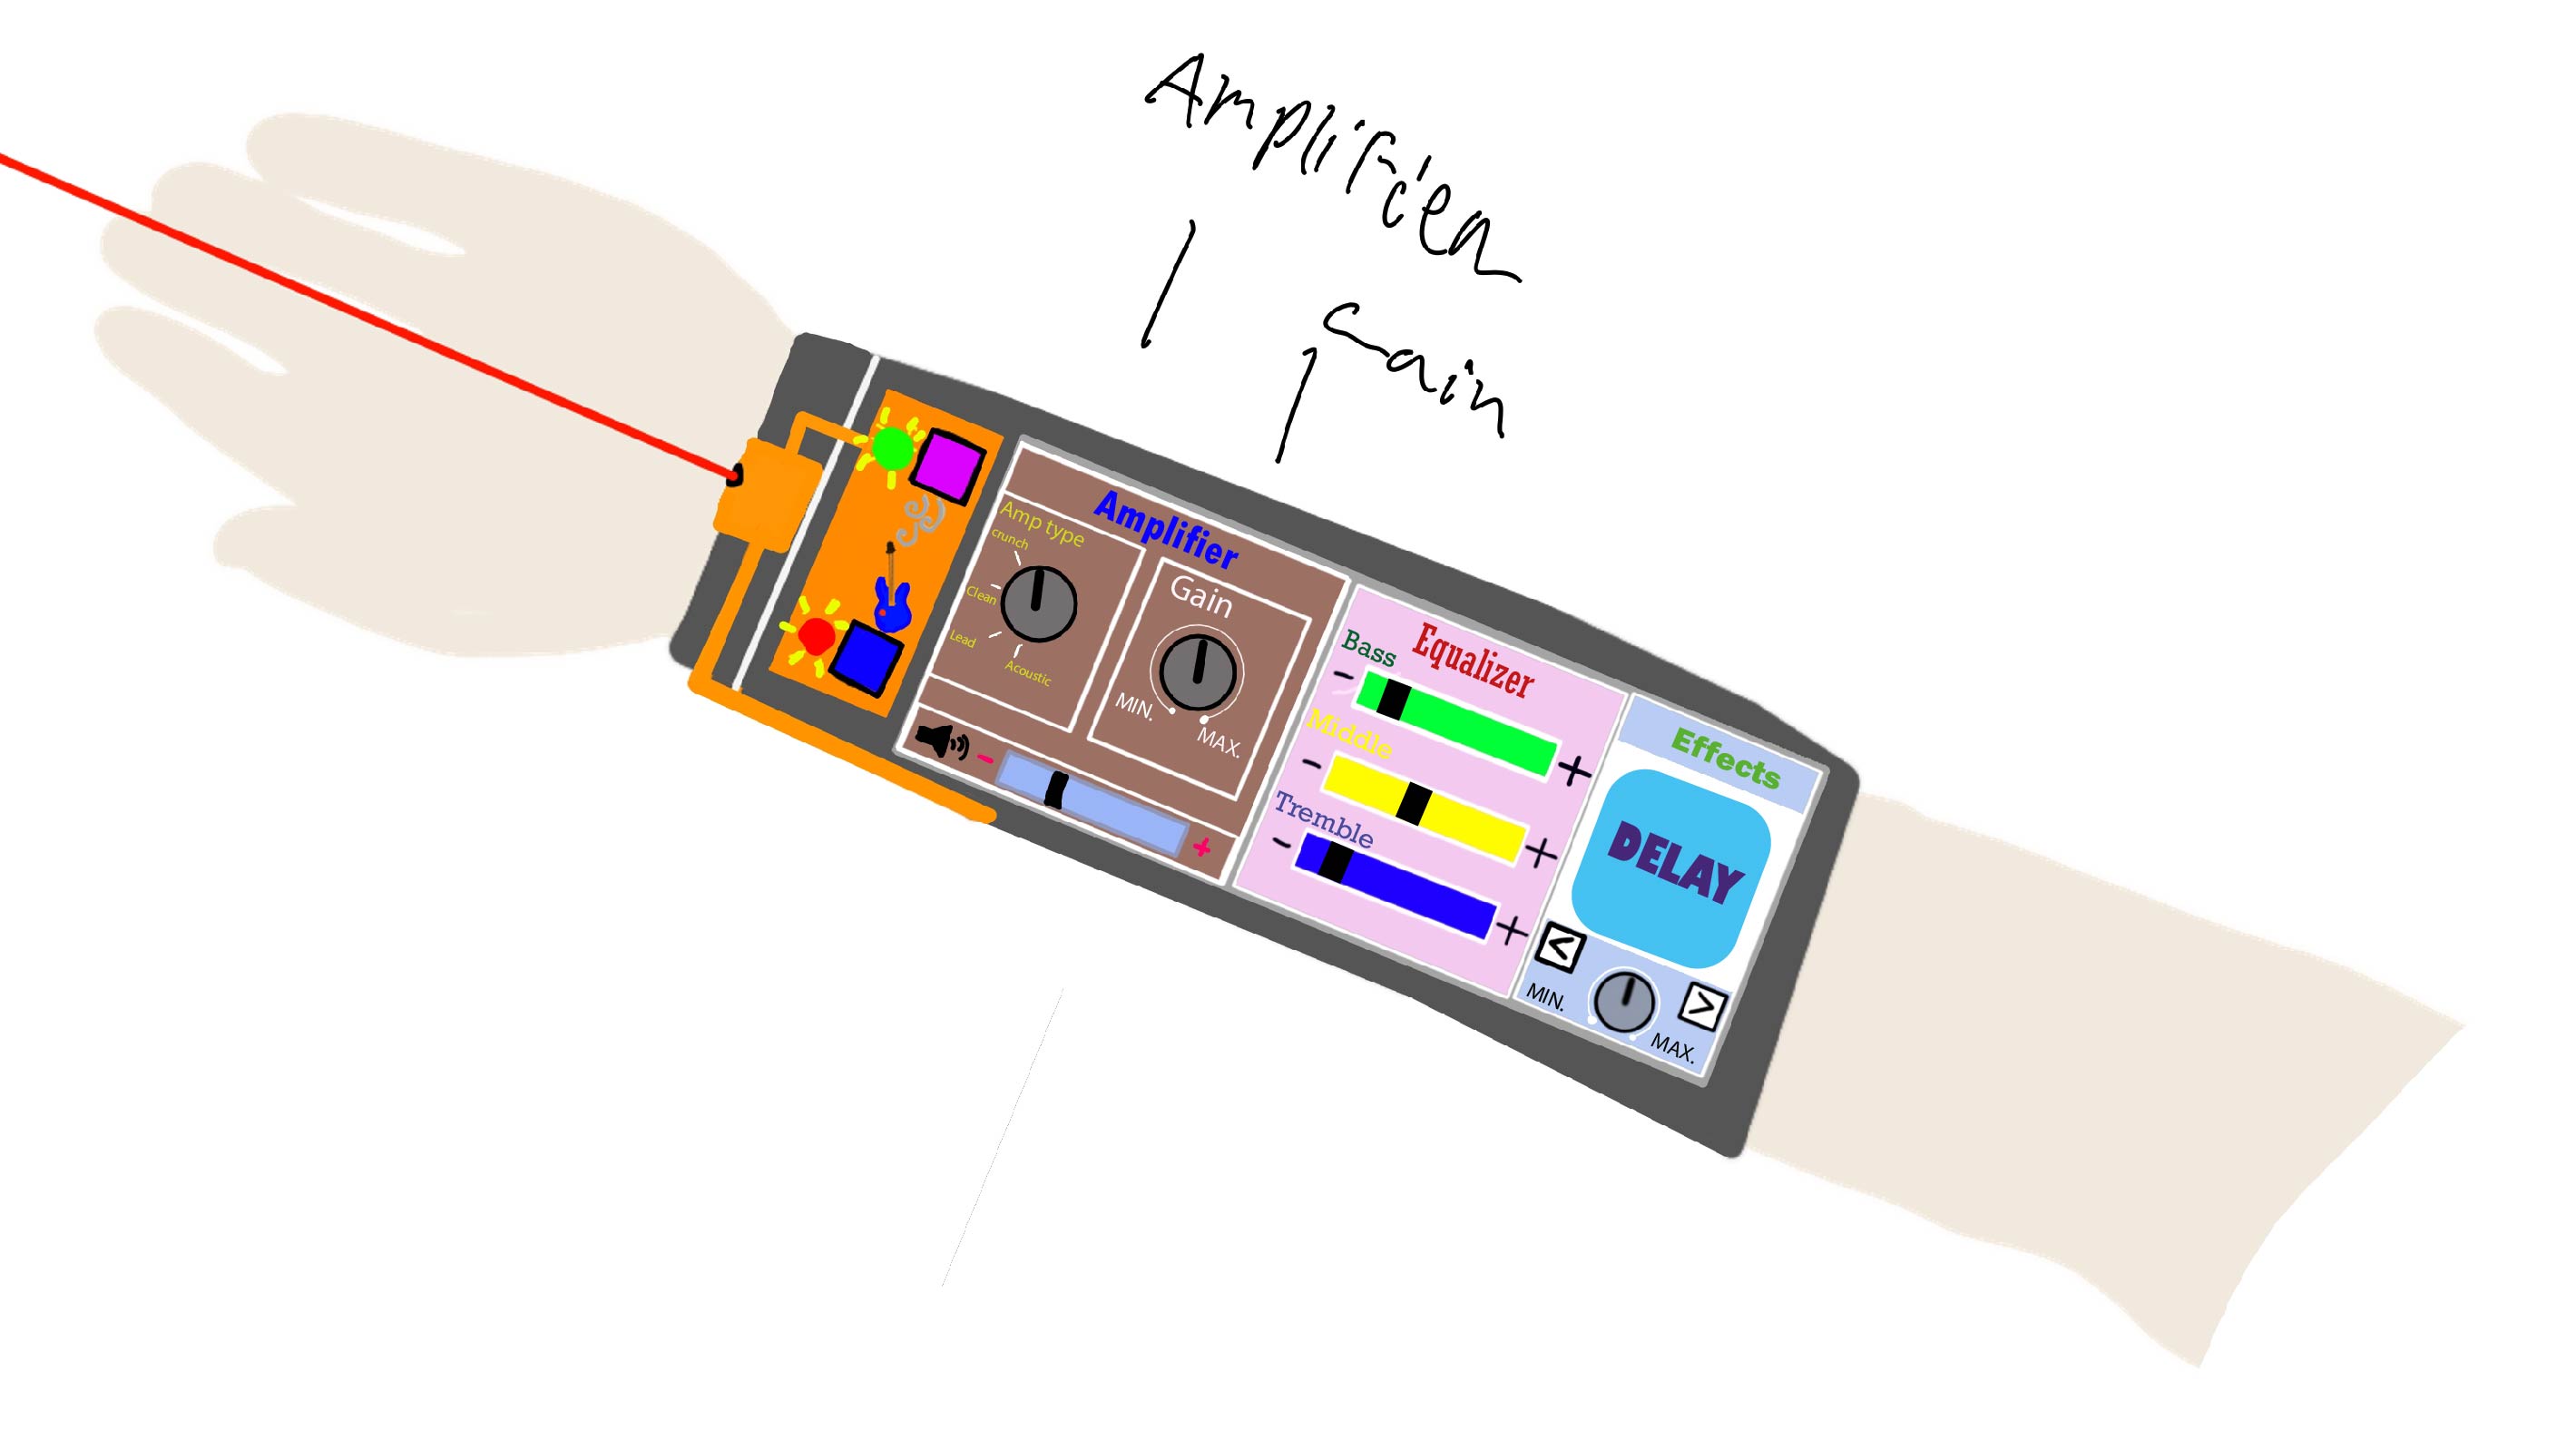 Amplifier
Gain
Amplifier
Amp type
crunch
Clean
Lead
Acoustic
Gain
MIN.
MAX.
- +
Equalizer
Bass
- +
Middle
- +
Tremble
- +
Effects
DELAY
< >
MIN.
MAX.